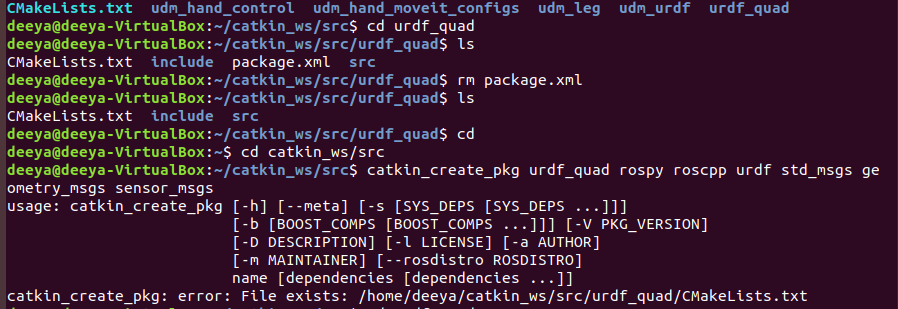 CMakeLists.txt  udm_hand_control  udm_hand_moveit_configs  udm_leg  udm_urdf  urdf_quad
deeya@deeya-VirtualBox:~/catkin_ws/src$ cd urdf_quad
deeya@deeya-VirtualBox:~/catkin_ws/src/urdf_quad$ ls
CMakeLists.txt  include  package.xml  src
deeya@deeya-VirtualBox:~/catkin_ws/src/urdf_quad$ rm package.xml
deeya@deeya-VirtualBox:~/catkin_ws/src/urdf_quad$ ls
CMakeLists.txt  include  src
deeya@deeya-VirtualBox:~/catkin_ws/src/urdf_quad$ cd
deeya@deeya-VirtualBox:~$ cd catkin_ws/src
deeya@deeya-VirtualBox:~/catkin_ws/src$ catkin_create_pkg urdf_quad rospy roscpp urdf std_msgs ge
ometry_msgs sensor_msgs
usage: catkin_create_pkg [-h] [--meta] [-s [SYS_DEPS [SYS_DEPS ...]]]
                         [-b [BOOST_COMPS [BOOST_COMPS ...]]] [-V PKG_VERSION]
                         [-D DESCRIPTION] [-l LICENSE] [-a AUTHOR]
                         [-m MAINTAINER] [--rosdistro ROSDISTRO]
                         name [dependencies [dependencies ...]]
catkin_create_pkg: error: File exists: /home/deeya/catkin_ws/src/urdf_quad/CMakeLists.txt